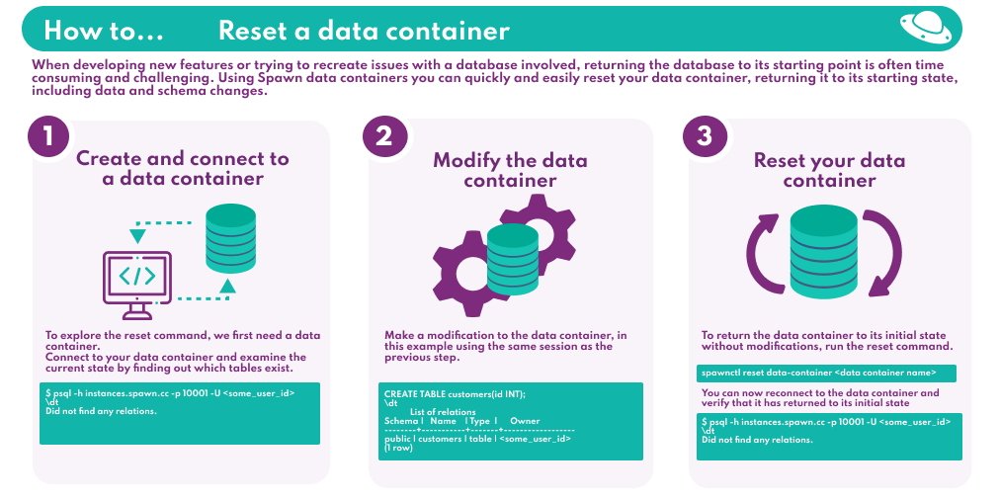 How to... Reset a data container
When developing new features or trying to recreate issues with a database involved, returning the database to its starting point is often time
consuming and challenging. Using Spawn data containers you can quickly and easily reset your data container, returning it to its starting state,
including data and schema changes.
1
Create and connect to
a data container
</>
To explore the reset command, we first need a data
container.
Connect to your data container and examine the
current state by finding out which tables exist.
$ psql -h instances.spawn.cc -p 10001 -U <some_user_id>
\dt
Did not find any relations.
2
Modify the data
container
Make a modification to the data container, in
this example using the same session as the
previous step.
CREATE TABLE customers(id INT);
\dt
List of relations
Schema | Name | Type | Owner
--------+-----------+-------+------------------
public | customers | table | <some_user_id>
(1 row)
3
Reset your data
container
To return the data container to its initial state
without modifications, run the reset command.
spawnctl reset data-container <data container name>
You can now reconnect to the data container and
verify that it has returned to its initial state
$ psql -h instances.spawn.cc -p 10001 -U <some_user_id>
\dt
Did not find any relations.